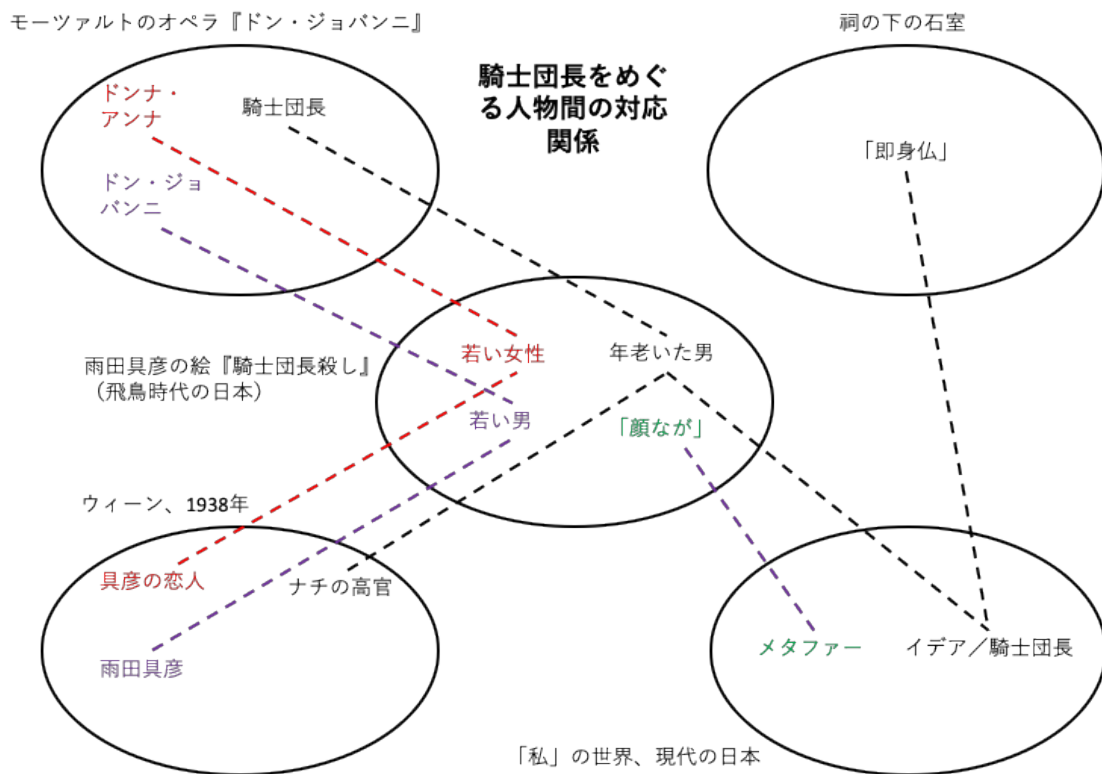 モーツァルトのオペラ『ドン・ジョバンニ』
祠の下の石室
騎士団長をめぐ
る人物間の対応
関係
ドンナ・
アンナ
騎士団長
ドン・ジョ
バンニ
「即身仏」
雨田具彦の絵『騎士団長殺し』
（飛鳥時代の日本）
若い女性
年老いた男
若い男
「顔なが」
ウィーン、1938年
具彦の恋人
ナチの高官
雨田具彦
メタファー
イデア／騎士団長
「私」の世界、現代の日本